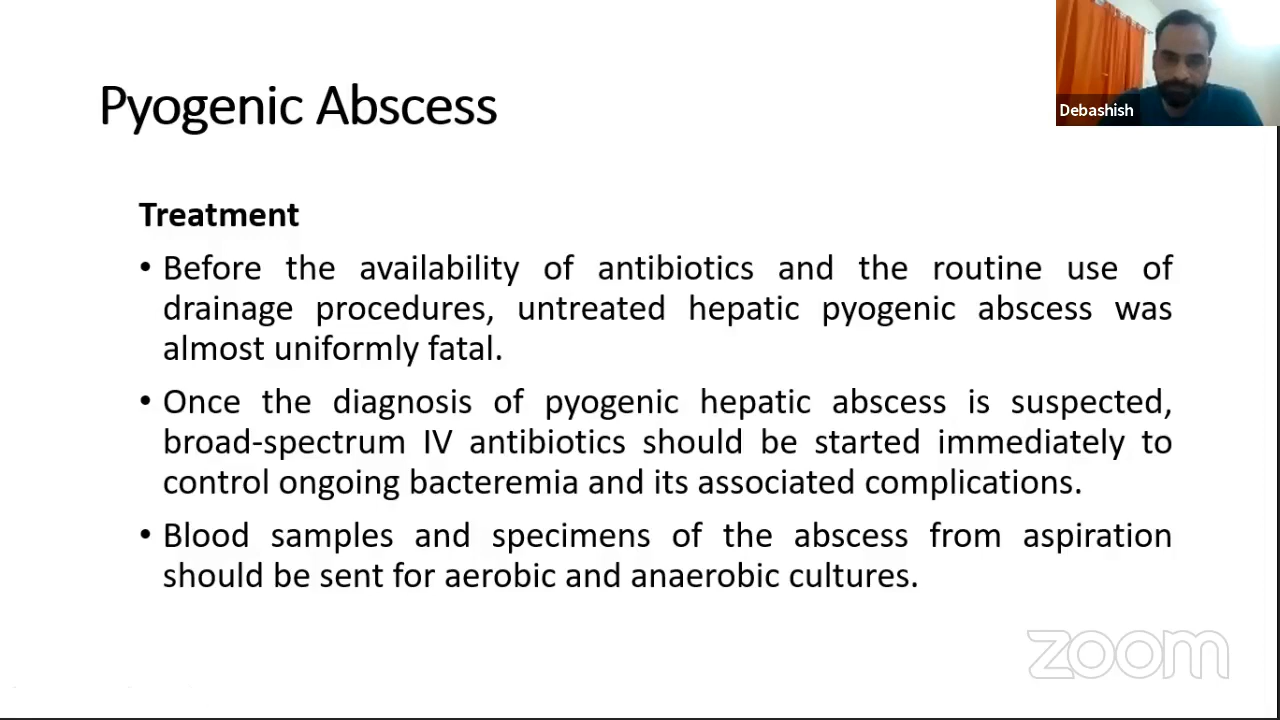 Pyogenic Abscess
Debashish
Treatment
• Before the availability of antibiotics and the routine use of
drainage procedures, untreated hepatic pyogenic abscess was
almost uniformly fatal.
• Once the diagnosis of pyogenic hepatic abscess is suspected,
broad-spectrum IV antibiotics should be started immediately to
control ongoing bacteremia and its associated complications.
• Blood samples and specimens of the abscess from aspiration
should be sent for aerobic and anaerobic cultures.
zoom